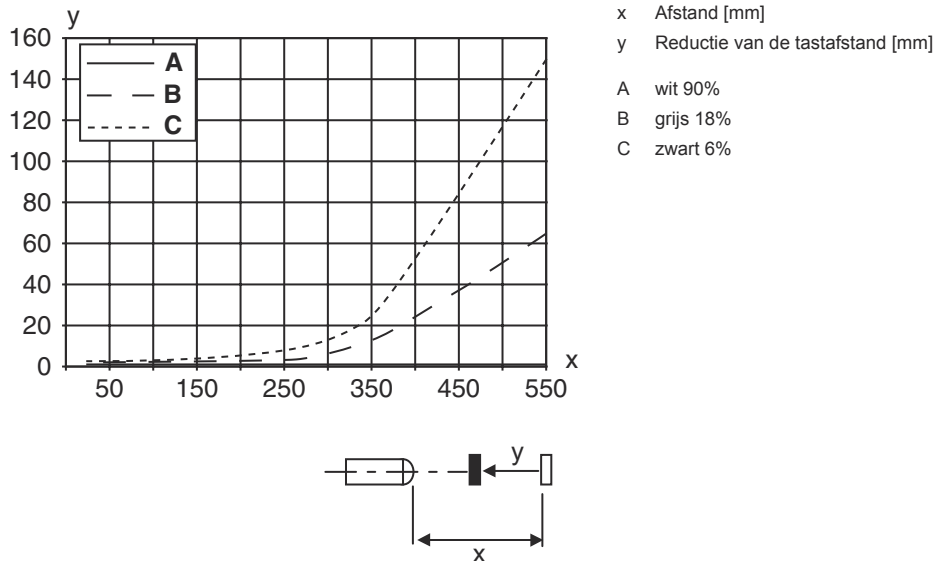 y
160
140
120
100
80
60
40
20
0
A
B
C
50 150 250 350 450 550
x
x Afstand [mm]
y Reductie van de tastafstand [mm]
A wit 90%
B grijs 18%
C zwart 6%
y
x